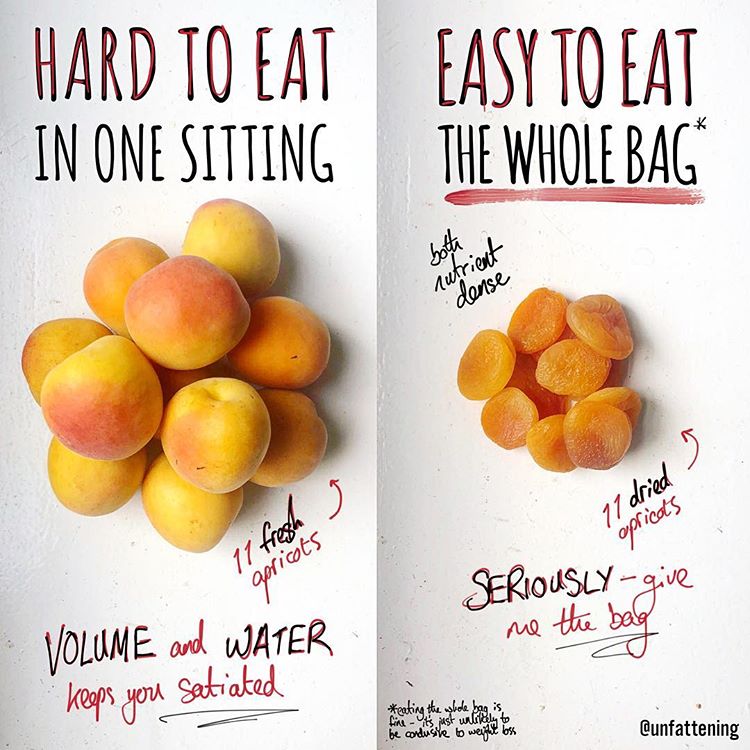 HARD TO EAT
IN ONE SITTING
11 fresh
apricots
VOLUME and WATER
keeps you satiated
EASY TO EAT
THE WHOLE BAG*
both
nutrient
dense
11 dried
apricots
SERIOUSLY - give
me the bag
*eating the whole bag is
fine - it's just unlikely to
be conducive to weight loss
@unfattening